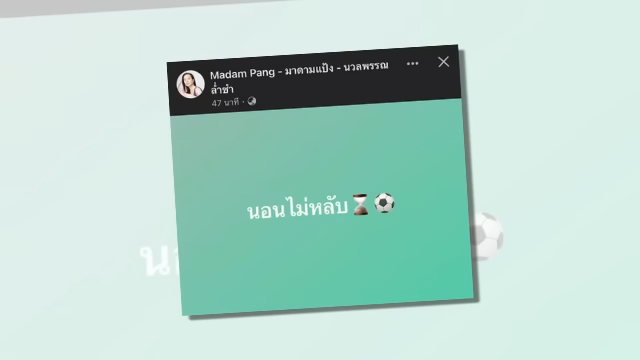 Madam Pang - มาดามแป้ง - นวลพรรณ
ล่ำซำ
47 นาที ·
นอนไม่หลับ⏳⚽
น